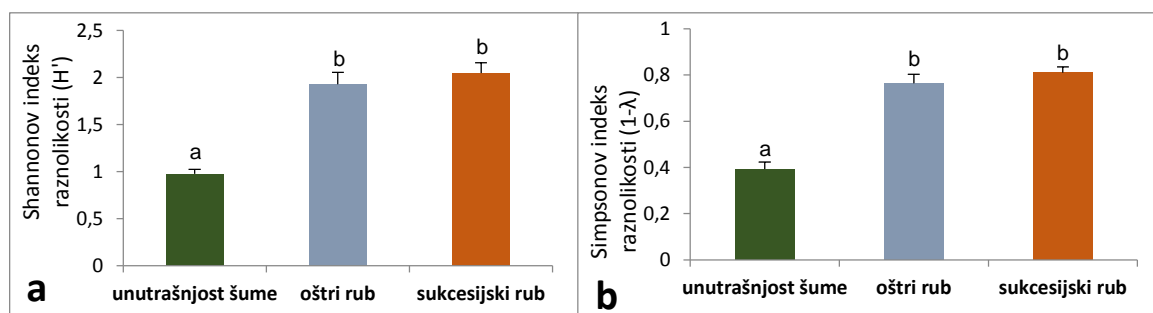 Shannonov indeks
raznolikosti (H')
2,5
2
1,5
1
0,5
0
a
b
b
unutrašnjost šume
oštri rub
sukcesijski rub
a
Simpsonov indeks
raznolikosti (1-λ)
1
0,8
0,6
0,4
0,2
0
a
b
b
unutrašnjost šume
oštri rub
sukcesijski rub
b